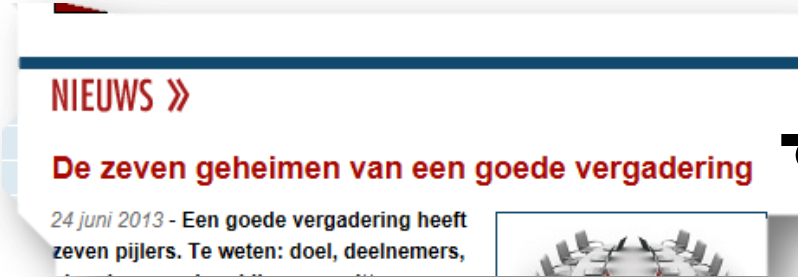 NIEUWS »
De zeven geheimen van een goede vergadering
24 juni 2013 - Een goede vergadering heeft
zeven pijlers. Te weten: doel, deelnemers,